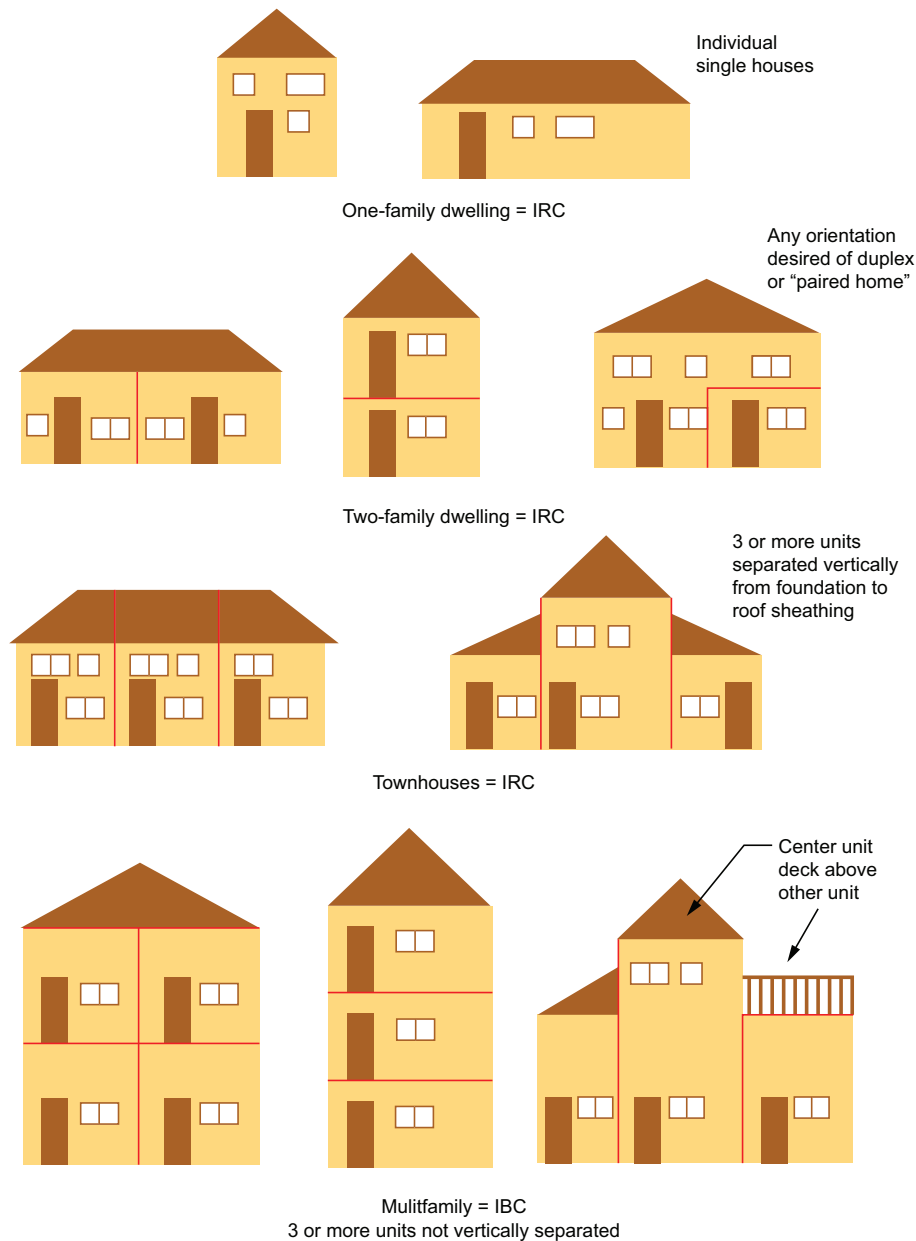 Individual
single houses
One-family dwelling = IRC
Any orientation
desired of duplex
or “paired home”
Two-family dwelling = IRC
3 or more units
separated vertically
from foundation to
roof sheathing
Townhouses = IRC
Center unit
deck above
other unit
Mulitfamily = IBC
3 or more units not vertically separated